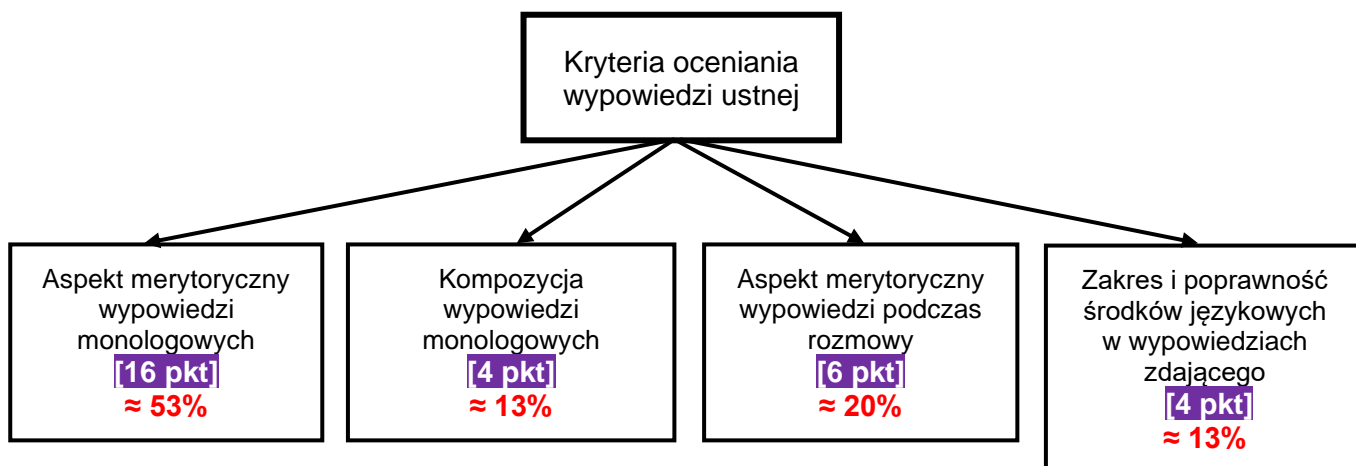 Kryteria oceniania
wypowiedzi ustnej
Aspekt merytoryczny
wypowiedzi
monologowych
[16 pkt]
≈ 53%
Kompozycja
wypowiedzi
monologowych
[4 pkt]
≈ 13%
Aspekt merytoryczny
wypowiedzi podczas
rozmowy
[6 pkt]
≈ 20%
Zakres i poprawność
środków językowych
w wypowiedziach
zdającego
[4 pkt]
≈ 13%